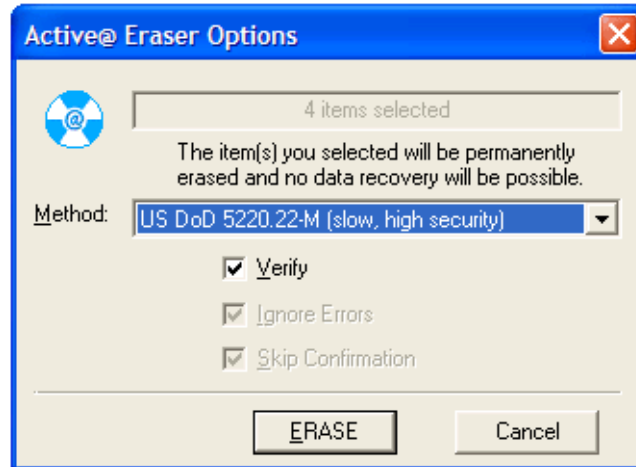 Active@ Eraser Options
@
4 items selected
The item(s) you selected will be permanently
erased and no data recovery will be possible.
Method: US DoD 5220.22-M (slow, high security)
Verify
Ignore Errors
Skip Confirmation
ERASE Cancel